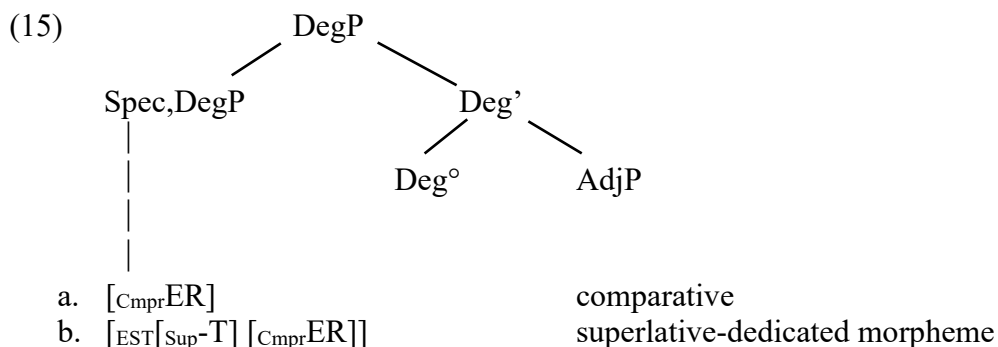 (15) DegP
Spec,DegP Deg’
Deg° AdjP
a. [CmprER] comparative
b. [EST[Sup-T] [CmprER]] superlative-dedicated morpheme